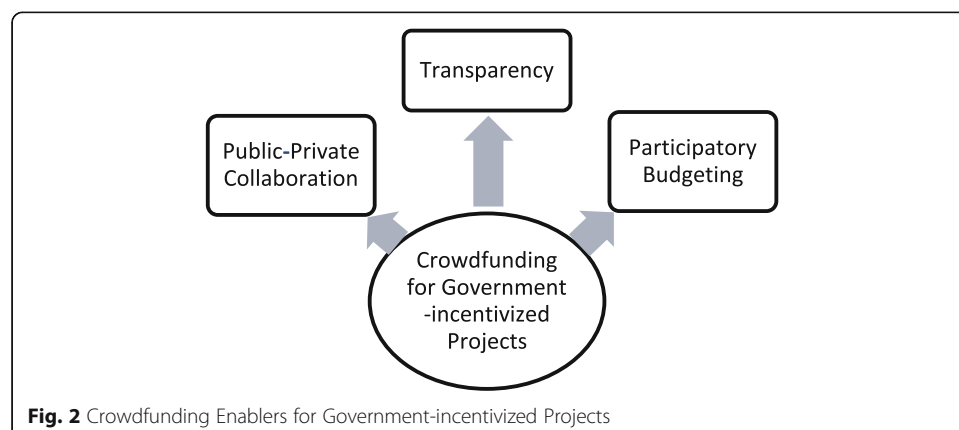 Transparency
Public-Private
Collaboration
Participatory
Budgeting
Crowdfunding
for Government
-incentivized
Projects
Fig. 2 Crowdfunding Enablers for Government-incentivized Projects